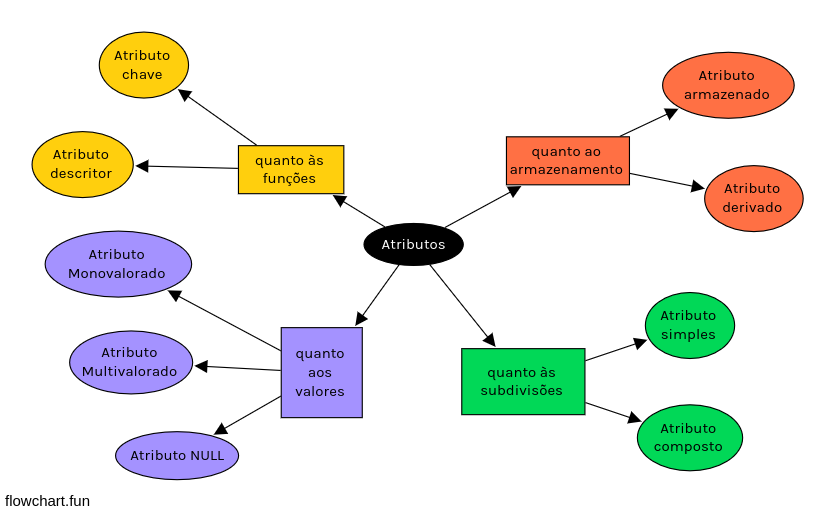 Atributo
chave
Atributo
descritor
quanto às
funções
Atributo
armazenado
quanto ao
armazenamento
Atributo
derivado
Atributos
Atributo
Monovalorado
Atributo
Multivalorado
Atributo NULL
quanto
aos
valores
quanto às
subdivisões
Atributo
simples
Atributo
composto
flowchart.fun